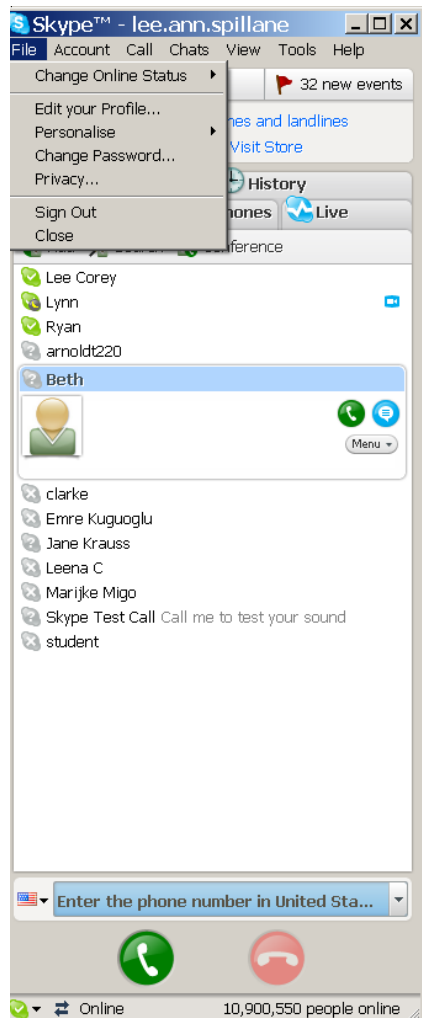 Skype™ - lee.ann.spillane
File Account Call Chats View Tools Help
Change Online Status
32 new events
Edit your Profile...
Personalise
Change Password...
Privacy...
Sign Out
Close
nes and landlines
Visit Store
History
hones Live
nference
Lee Corey
Lynn
Ryan
arnoldt220
Beth
Menu
clarke
Emre Kuguoglu
Jane Krauss
Leena C
Marijke Migo
Skype Test Call Call me to test your sound
student
Enter the phone number in United Sta...
Online 10,900,550 people online